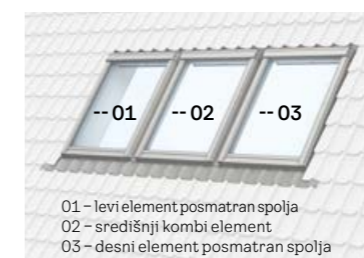 -- 01 -- 02 -- 03
01 – levi element posmatran spolja
02 – središnji kombi element
03 – desni element posmatran spolja